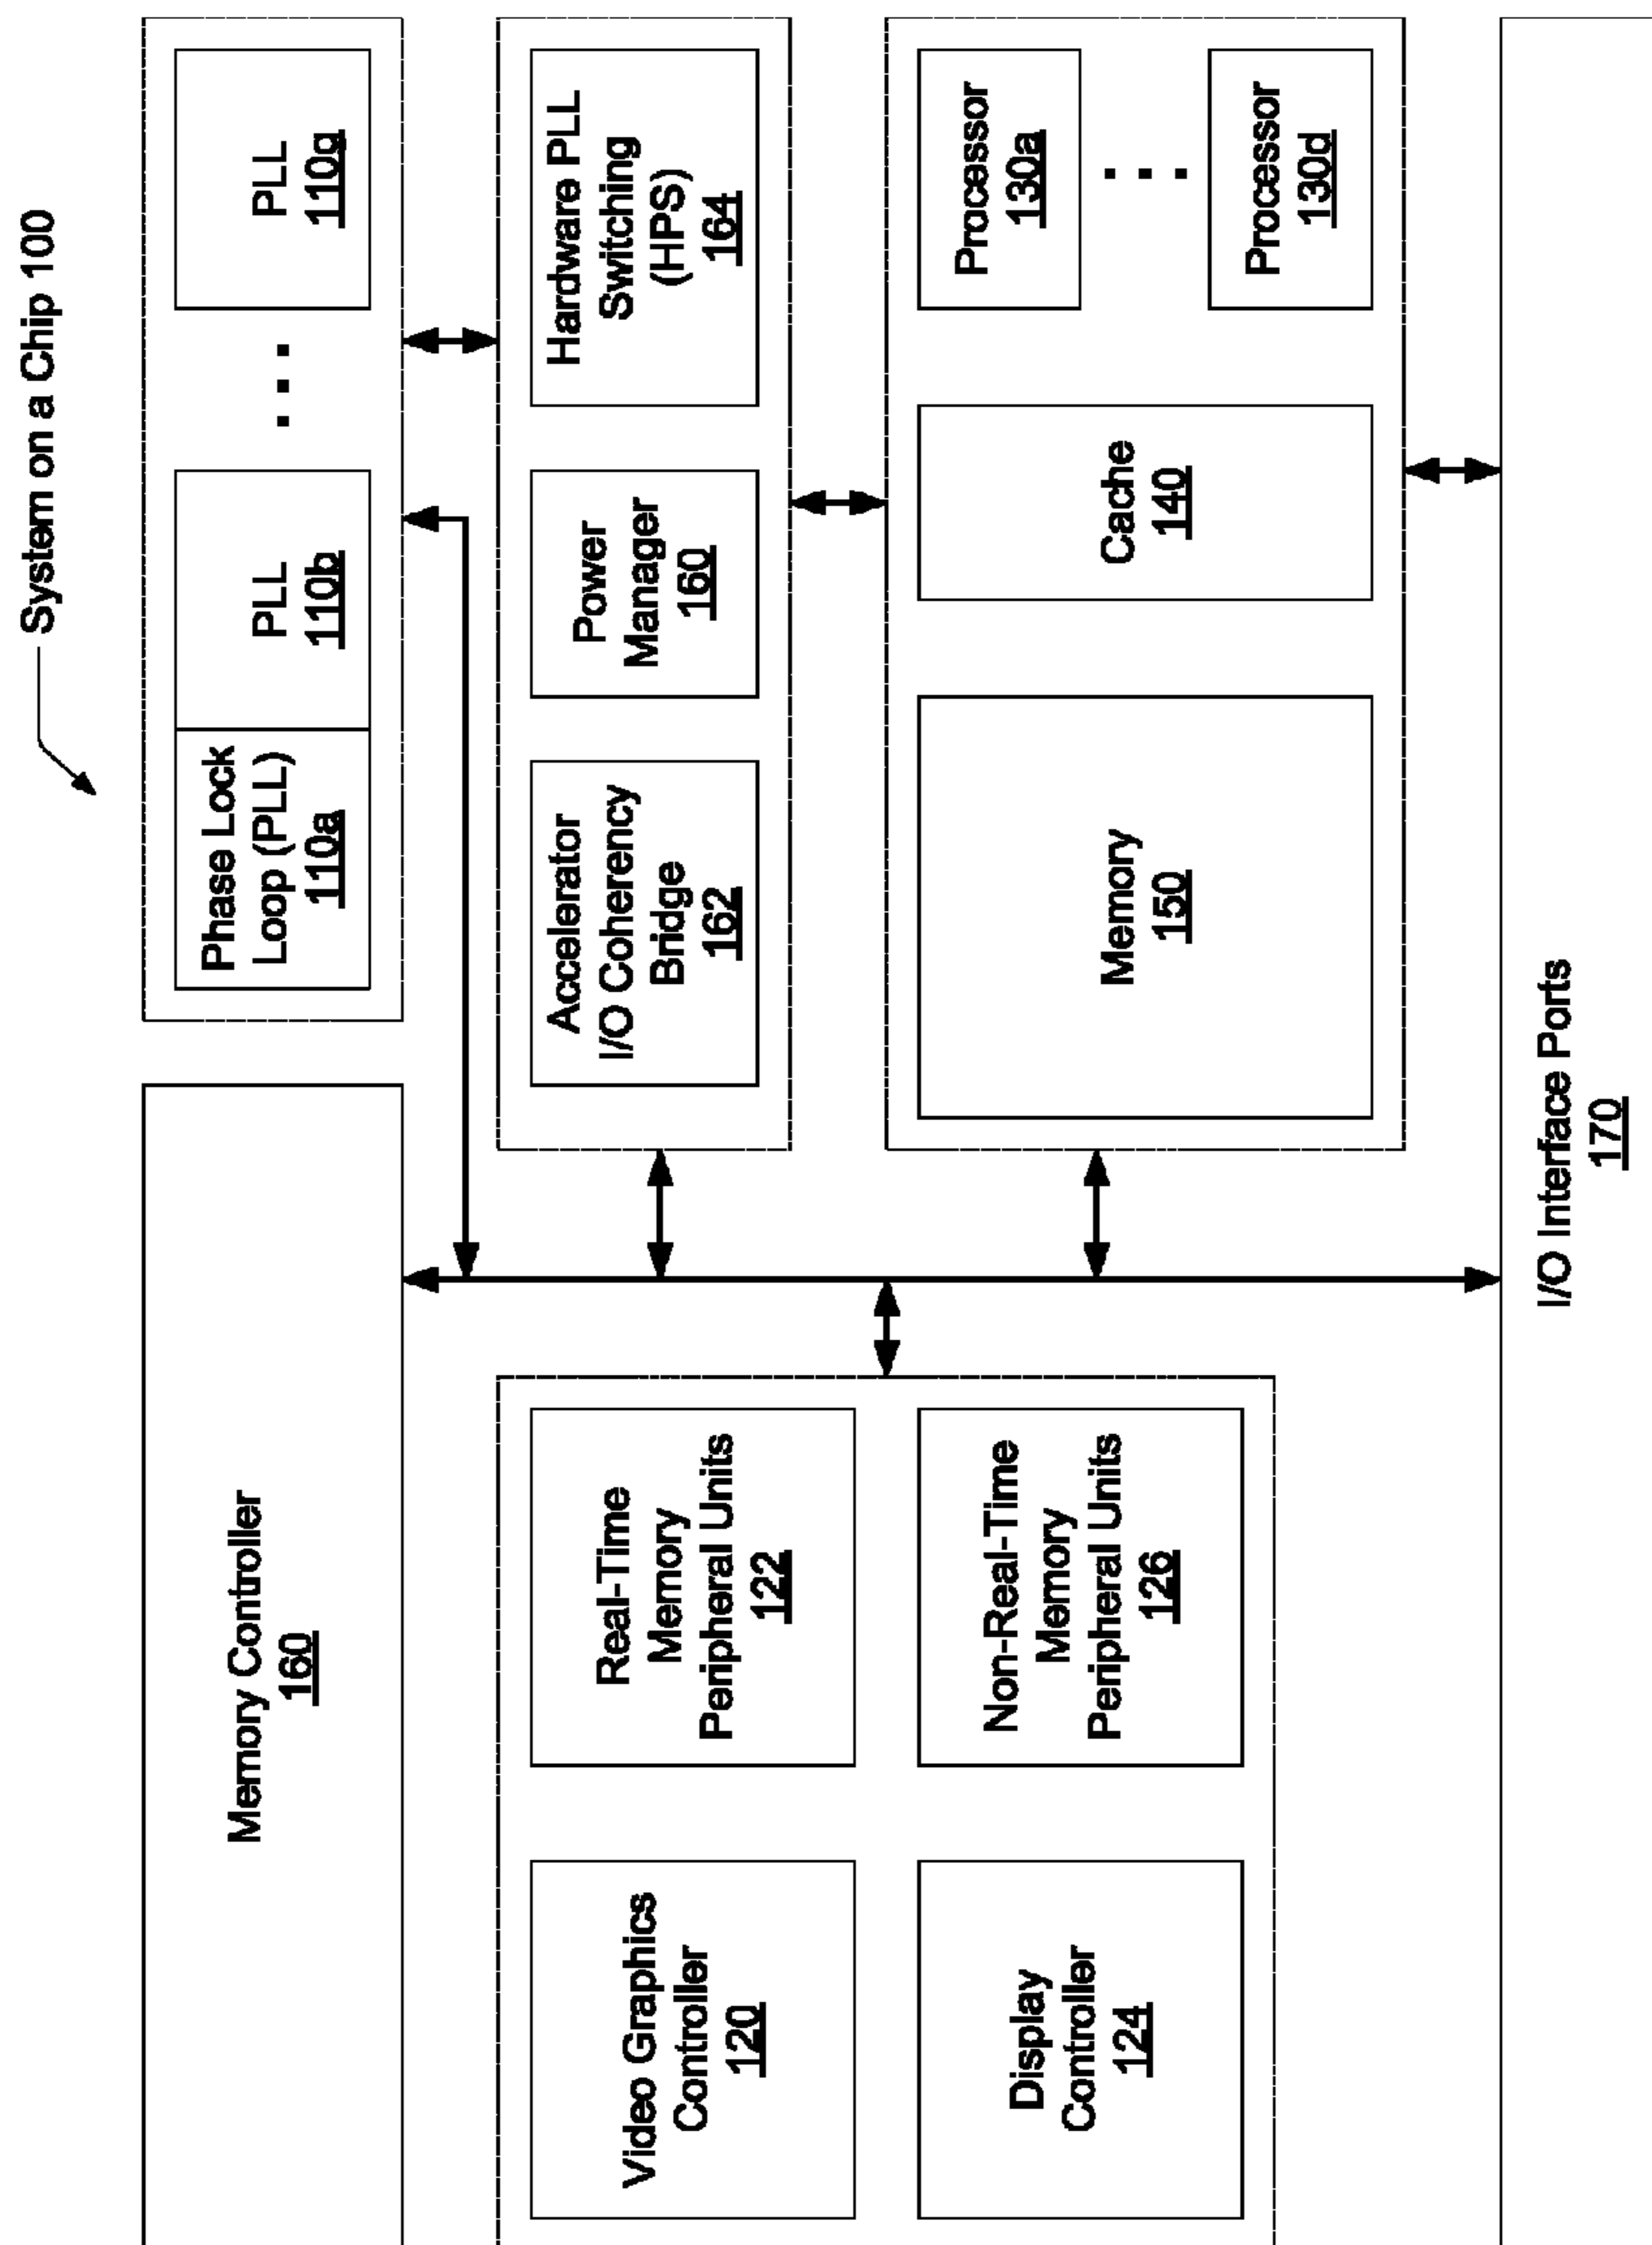 System on a Chip 100
Memory Controller
160
Phase Lock
Loop (PLL)
110a
PLL
110b
PLL
110g
Video Graphics
Controller
120
Real-Time
Memory
Peripheral Units
122
Display
Controller
124
Non-Real-Time
Memory
Peripheral Units
126
Accelerator
I/O Coherency
Bridge
162
Power
Manager
160
Hardware PLL
Switching
(HPS)
164
Memory
150
Cache
140
Processor
130a
Processor
130d
I/O Interface Ports
170